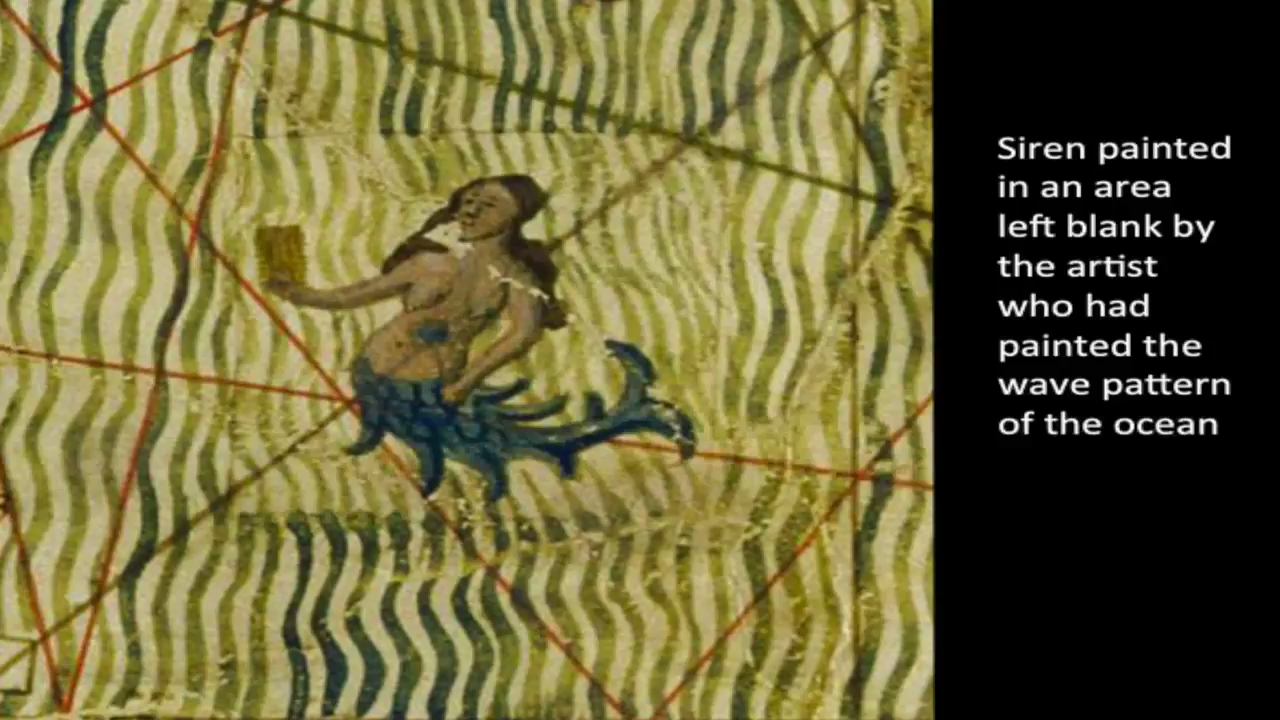 Siren painted
in an area
left blank by
the artist
who had
painted the
wave pattern
of the ocean